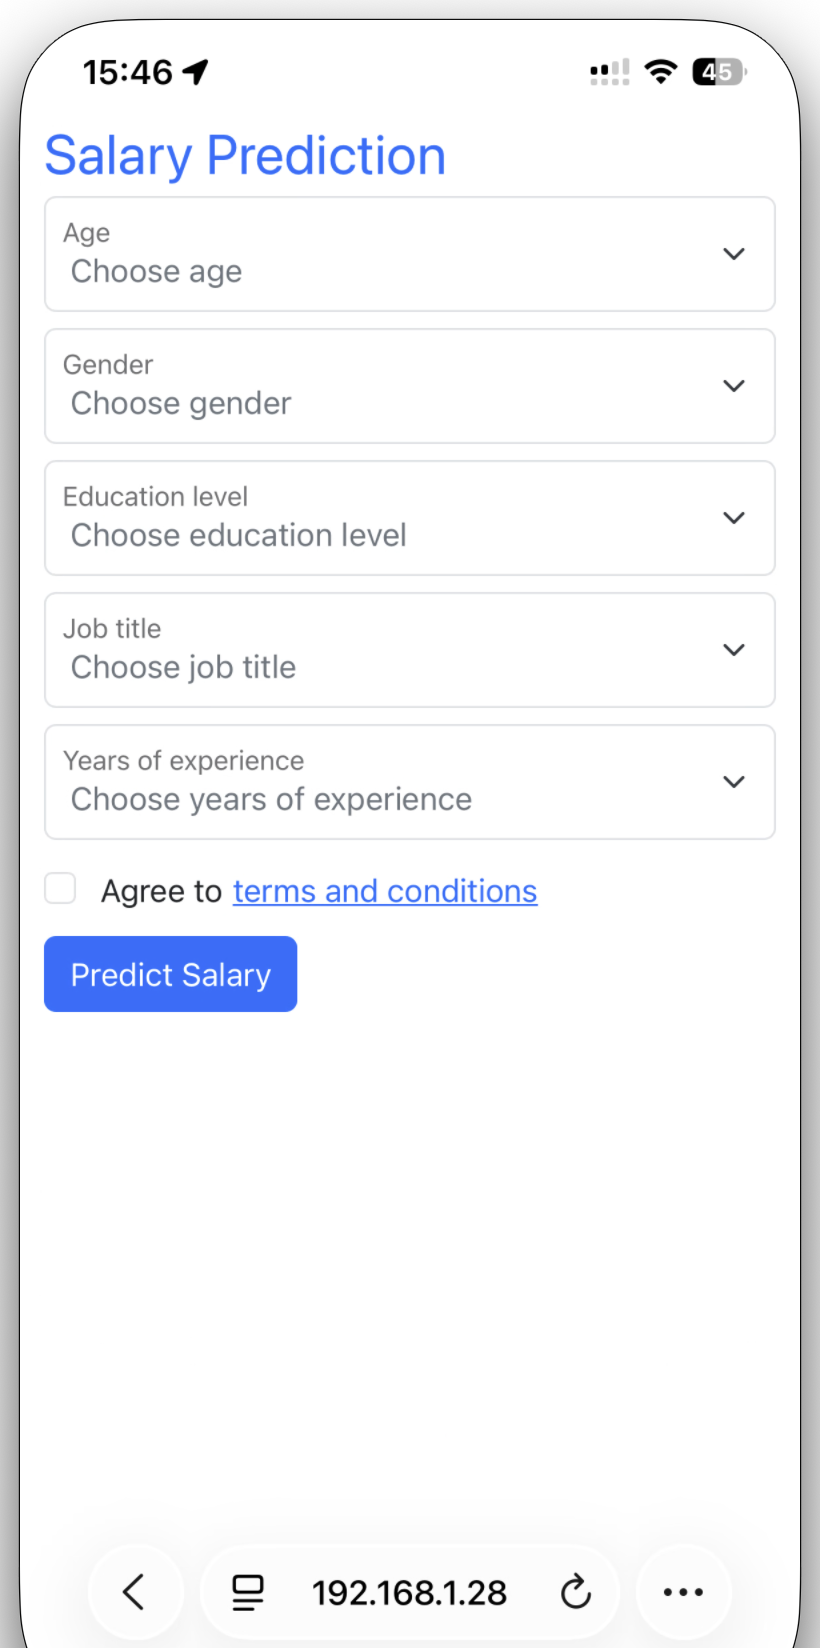 15:46
45
Salary Prediction
Age
Choose age
Gender
Choose gender
Education level
Choose education level
Job title
Choose job title
Years of experience
Choose years of experience
Agree to terms and conditions
Predict Salary
192.168.1.28